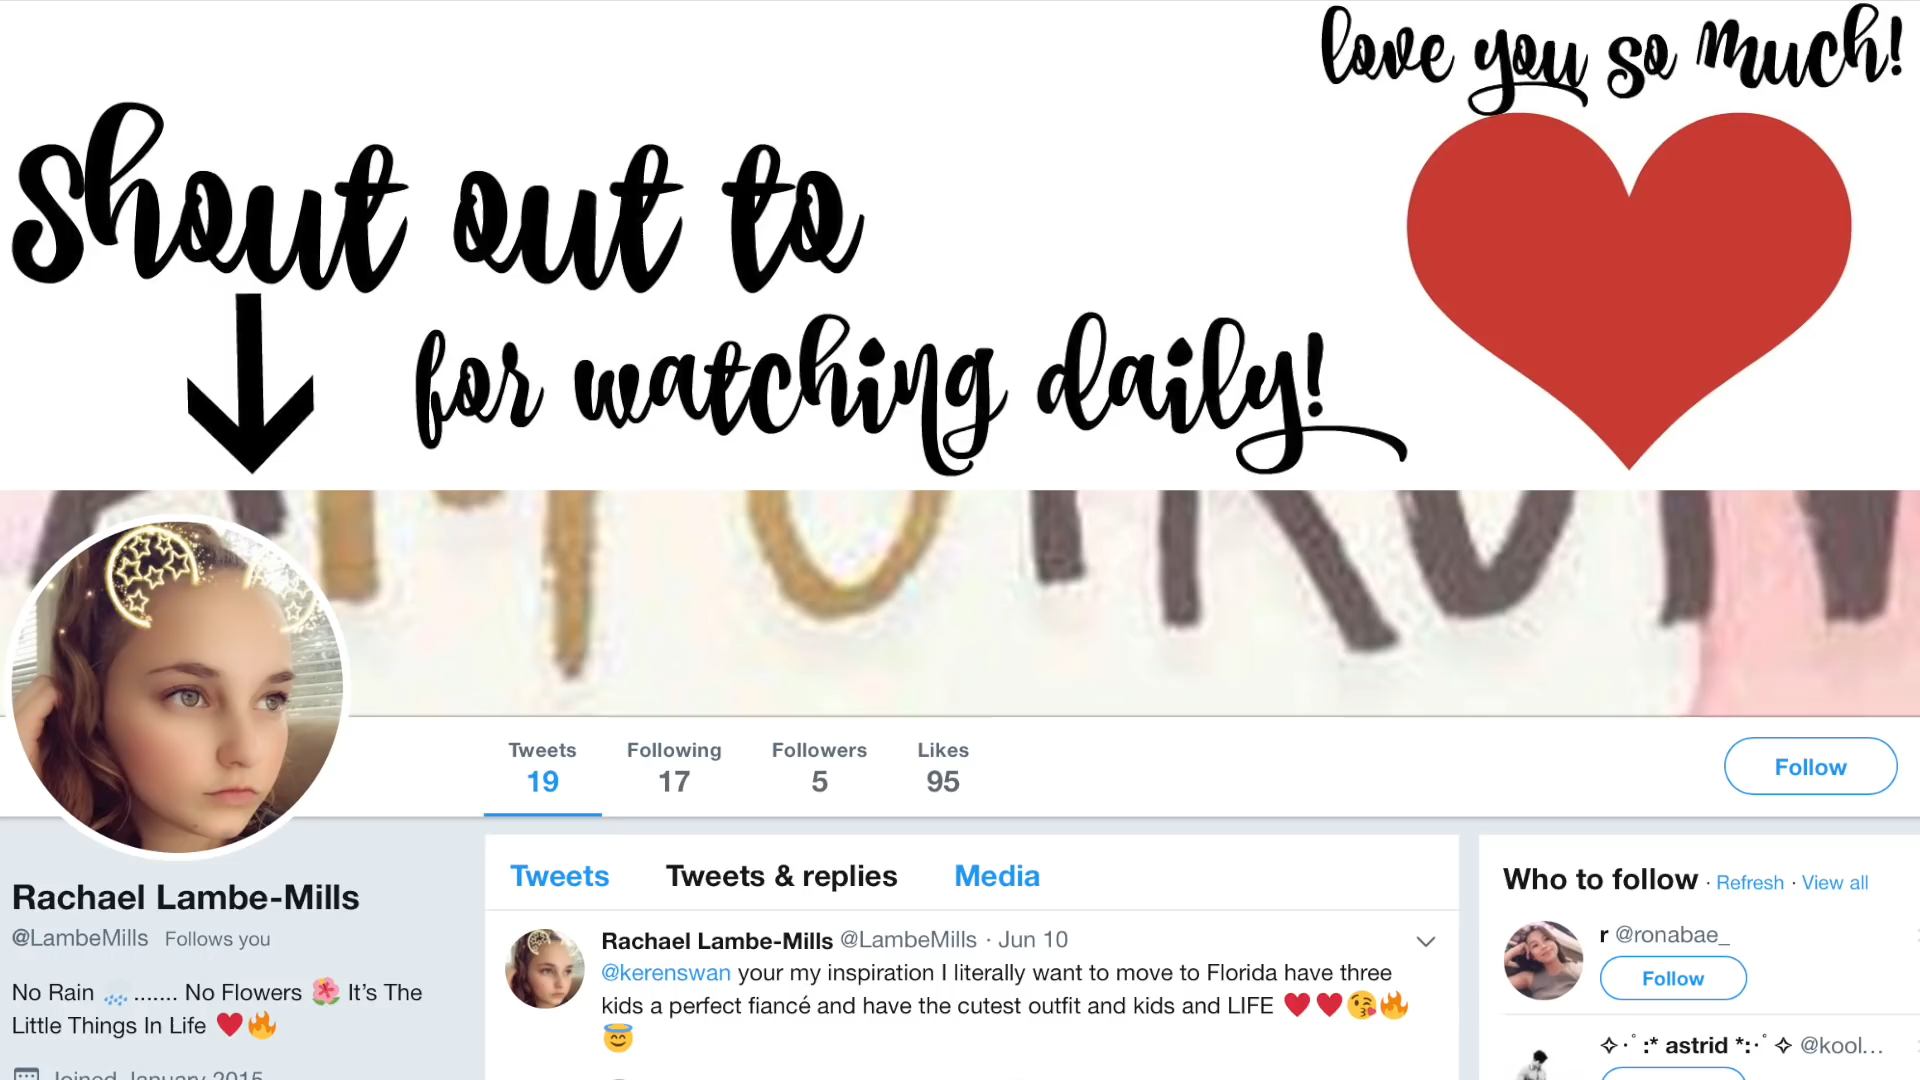 love you so much!
Shout out to
for watching daily!
Tweets
19
Following
17
Followers
5
Likes
95
Follow
Rachael Lambe-Mills
@LambeMills Follows you
No Rain 🌧️ ....... No Flowers 🌺 It's The
Little Things In Life ❤️🔥
Joined January 2015
Tweets Tweets & replies Media
Rachael Lambe-Mills @LambeMills · Jun 10
@kerenswan your my inspiration I literally want to move to Florida have three
kids a perfect fiancé and have the cutest outfit and kids and LIFE ❤️❤️😘🔥
😇
Who to follow · Refresh · View all
r @ronabae_
Follow
✧·゚:* astrid *:·゚✧ @kool...